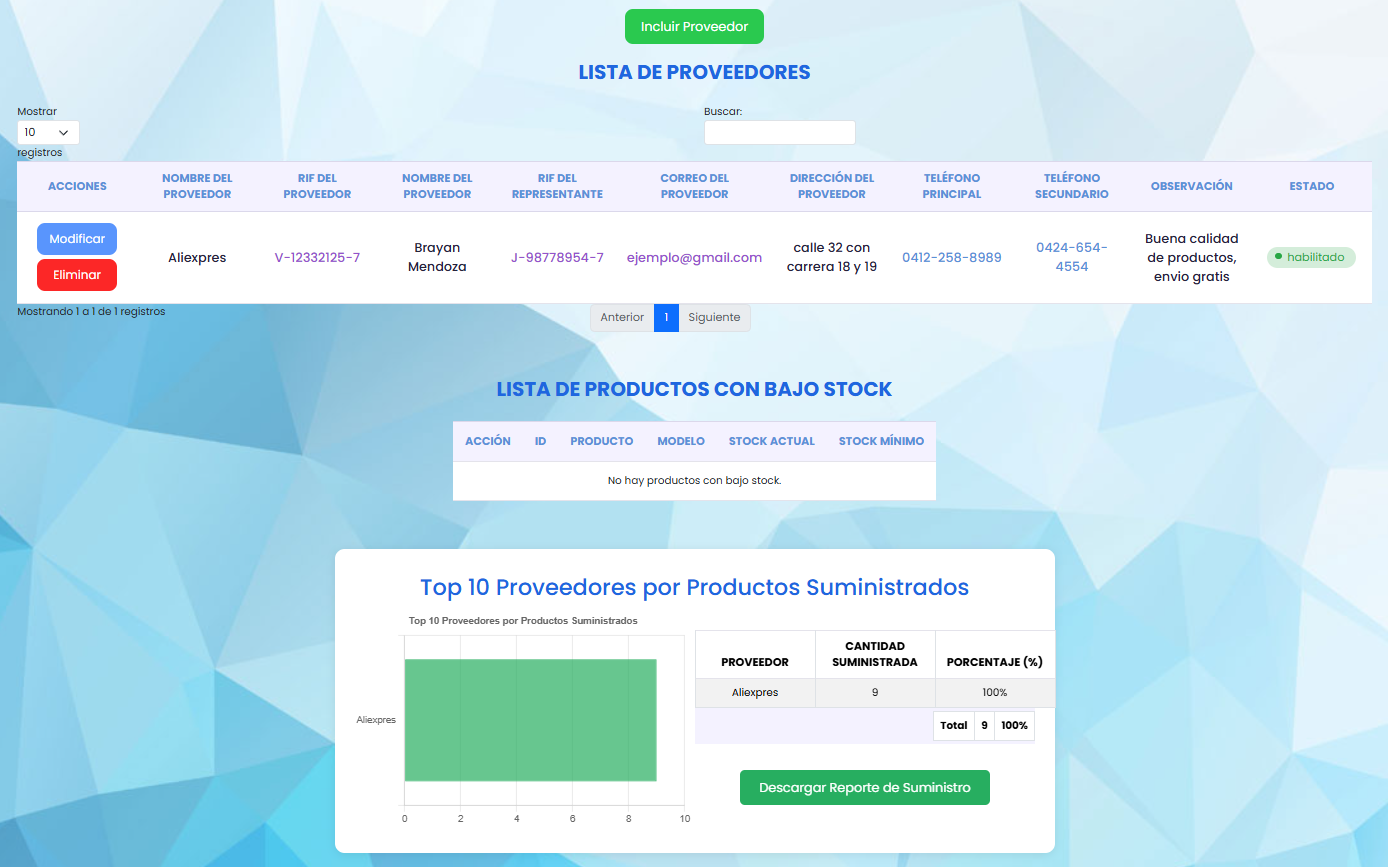 Incluir Proveedor
LISTA DE PROVEEDORES
Mostrar
10
registros
Buscar:
ACCIONES
NOMBRE DEL
PROVEEDOR
RIF DEL
PROVEEDOR
NOMBRE DEL
PROVEEDOR
RIF DEL
REPRESENTANTE
CORREO DEL
PROVEEDOR
DIRECCIÓN DEL
PROVEEDOR
TELÉFONO
PRINCIPAL
TELÉFONO
SECUNDARIO
OBSERVACIÓN
ESTADO
Modificar
Eliminar
Aliexpres
V-12332125-7
Brayan
Mendoza
J-98778954-7
ejemplo@gmail.com
calle 32 con
carrera 18 y 19
0412-258-8989
0424-654-
4554
Buena calidad
de productos,
envio gratis
habilitado
Mostrando 1 a 1 de 1 registros
Anterior 1 Siguiente
LISTA DE PRODUCTOS CON BAJO STOCK
ACCIÓN ID PRODUCTO MODELO STOCK ACTUAL STOCK MÍNIMO
No hay productos con bajo stock.
Top 10 Proveedores por Productos Suministrados
Top 10 Proveedores por Productos Suministrados
Aliexpres
0 2 4 6 8 10
PROVEEDOR
CANTIDAD
SUMINISTRADA
PORCENTAJE (%)
Aliexpres 9 100%
Total 9 100%
Descargar Reporte de Suministro